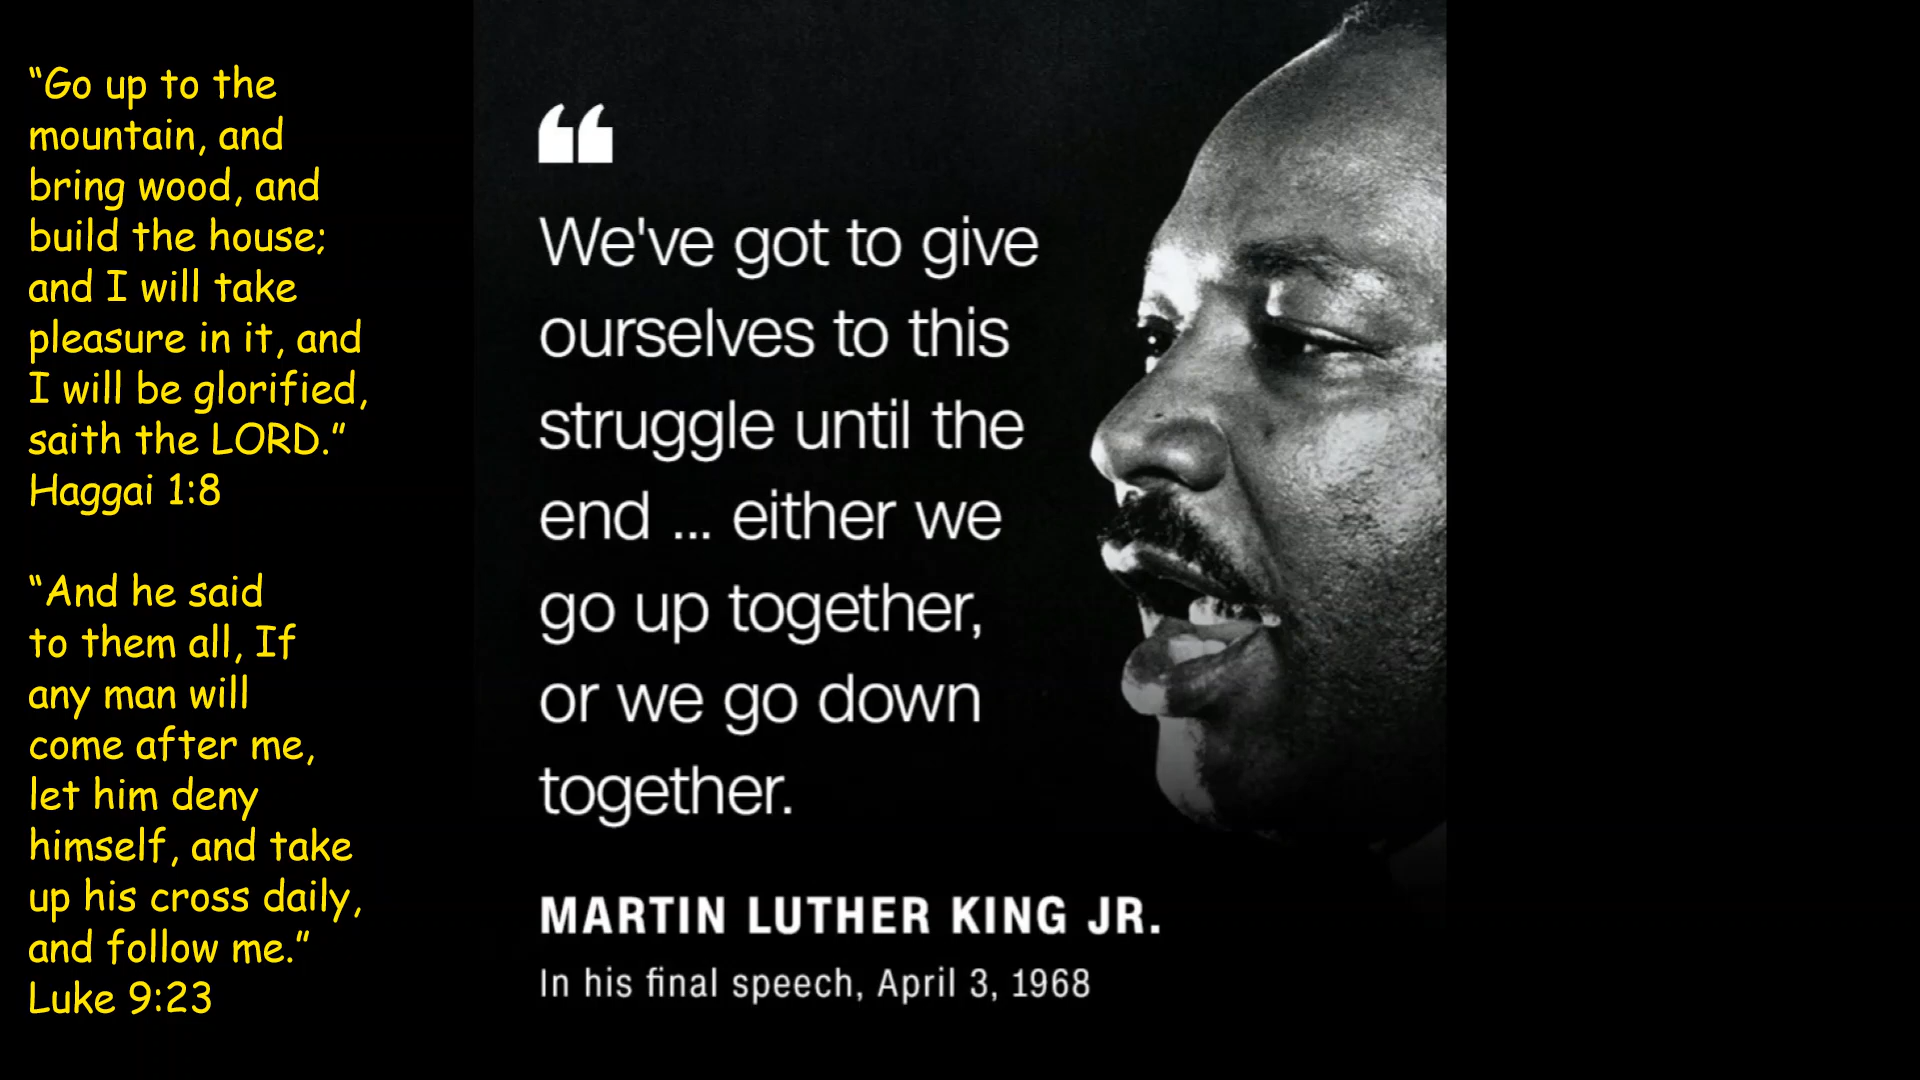 “Go up to the
mountain, and
bring wood, and
build the house;
and I will take
pleasure in it, and
I will be glorified,
saith the LORD.”
Haggai 1:8
“And he said
to them all, If
any man will
come after me,
let him deny
himself, and take
up his cross daily,
and follow me.”
Luke 9:23
“
We've got to give
ourselves to this
struggle until the
end ... either we
go up together,
or we go down
together.
MARTIN LUTHER KING JR.
In his final speech, April 3, 1968